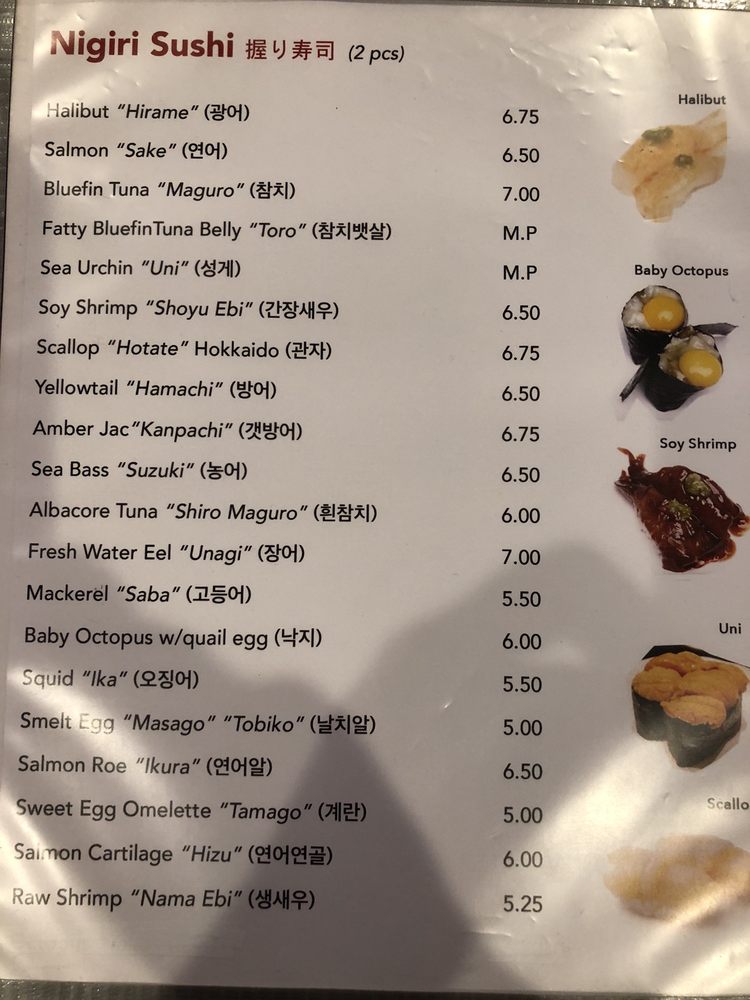 Nigiri Sushi 握り寿司 (2 pcs)
Halibut "Hirame" (광어) 6.75
Salmon "Sake" (연어) 6.50
Bluefin Tuna "Maguro" (참치) 7.00
Fatty BluefinTuna Belly "Toro" (참치뱃살) M.P
Sea Urchin "Uni" (성게) M.P
Soy Shrimp "Shoyu Ebi" (간장새우) 6.50
Scallop "Hotate" Hokkaido (관자) 6.75
Yellowtail "Hamachi" (방어) 6.50
Amber Jac"Kanpachi" (갯방어) 6.75
Sea Bass "Suzuki" (농어) 6.50
Albacore Tuna "Shiro Maguro" (흰참치) 6.00
Fresh Water Eel "Unagi" (장어) 7.00
Mackerel "Saba" (고등어) 5.50
Baby Octopus w/quail egg (낙지) 6.00
Squid "Ika" (오징어) 5.50
Smelt Egg "Masago" "Tobiko" (날치알) 5.00
Salmon Roe "Ikura" (연어알) 6.50
Sweet Egg Omelette "Tamago" (계란) 5.00
Salmon Cartilage "Hizu" (연어연골) 6.00
Raw Shrimp "Nama Ebi" (생새우) 5.25
Halibut
Baby Octopus
Soy Shrimp
Uni
Scallo